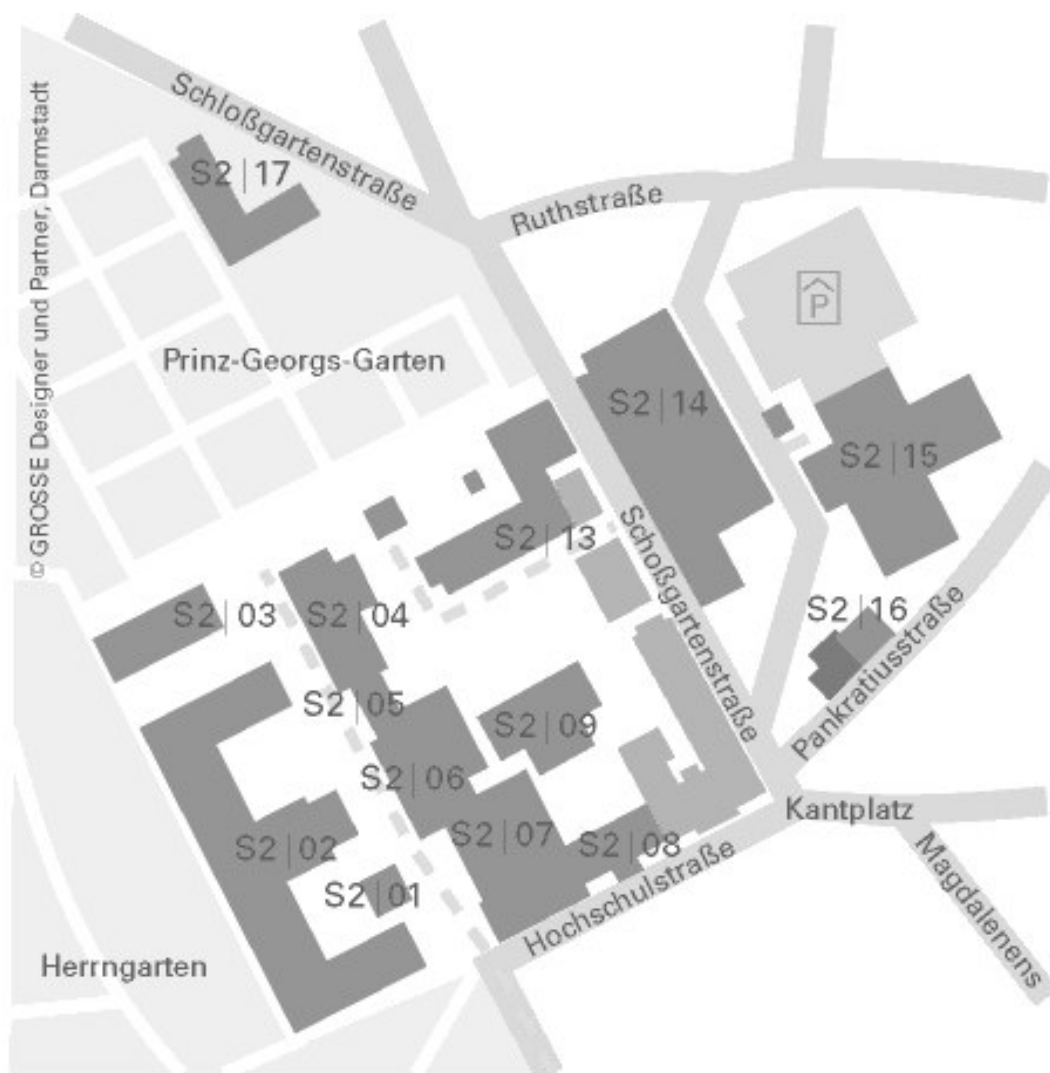 © GROSSE Designer und Partner, Darmstadt
Schloßgartenstraße
S2|17
Ruthstraße
P
Prinz-Georgs-Garten
S2|14
S2|15
S2|13
Schoßgartenstraße
S2|03
S2|04
S2|16
S2|05
S2|09
Pankratiusstraße
S2|06
Kantplatz
S2|02
S2|07
S2|08
S2|01
Hochschulstraße
Magdalenens
Herrngarten